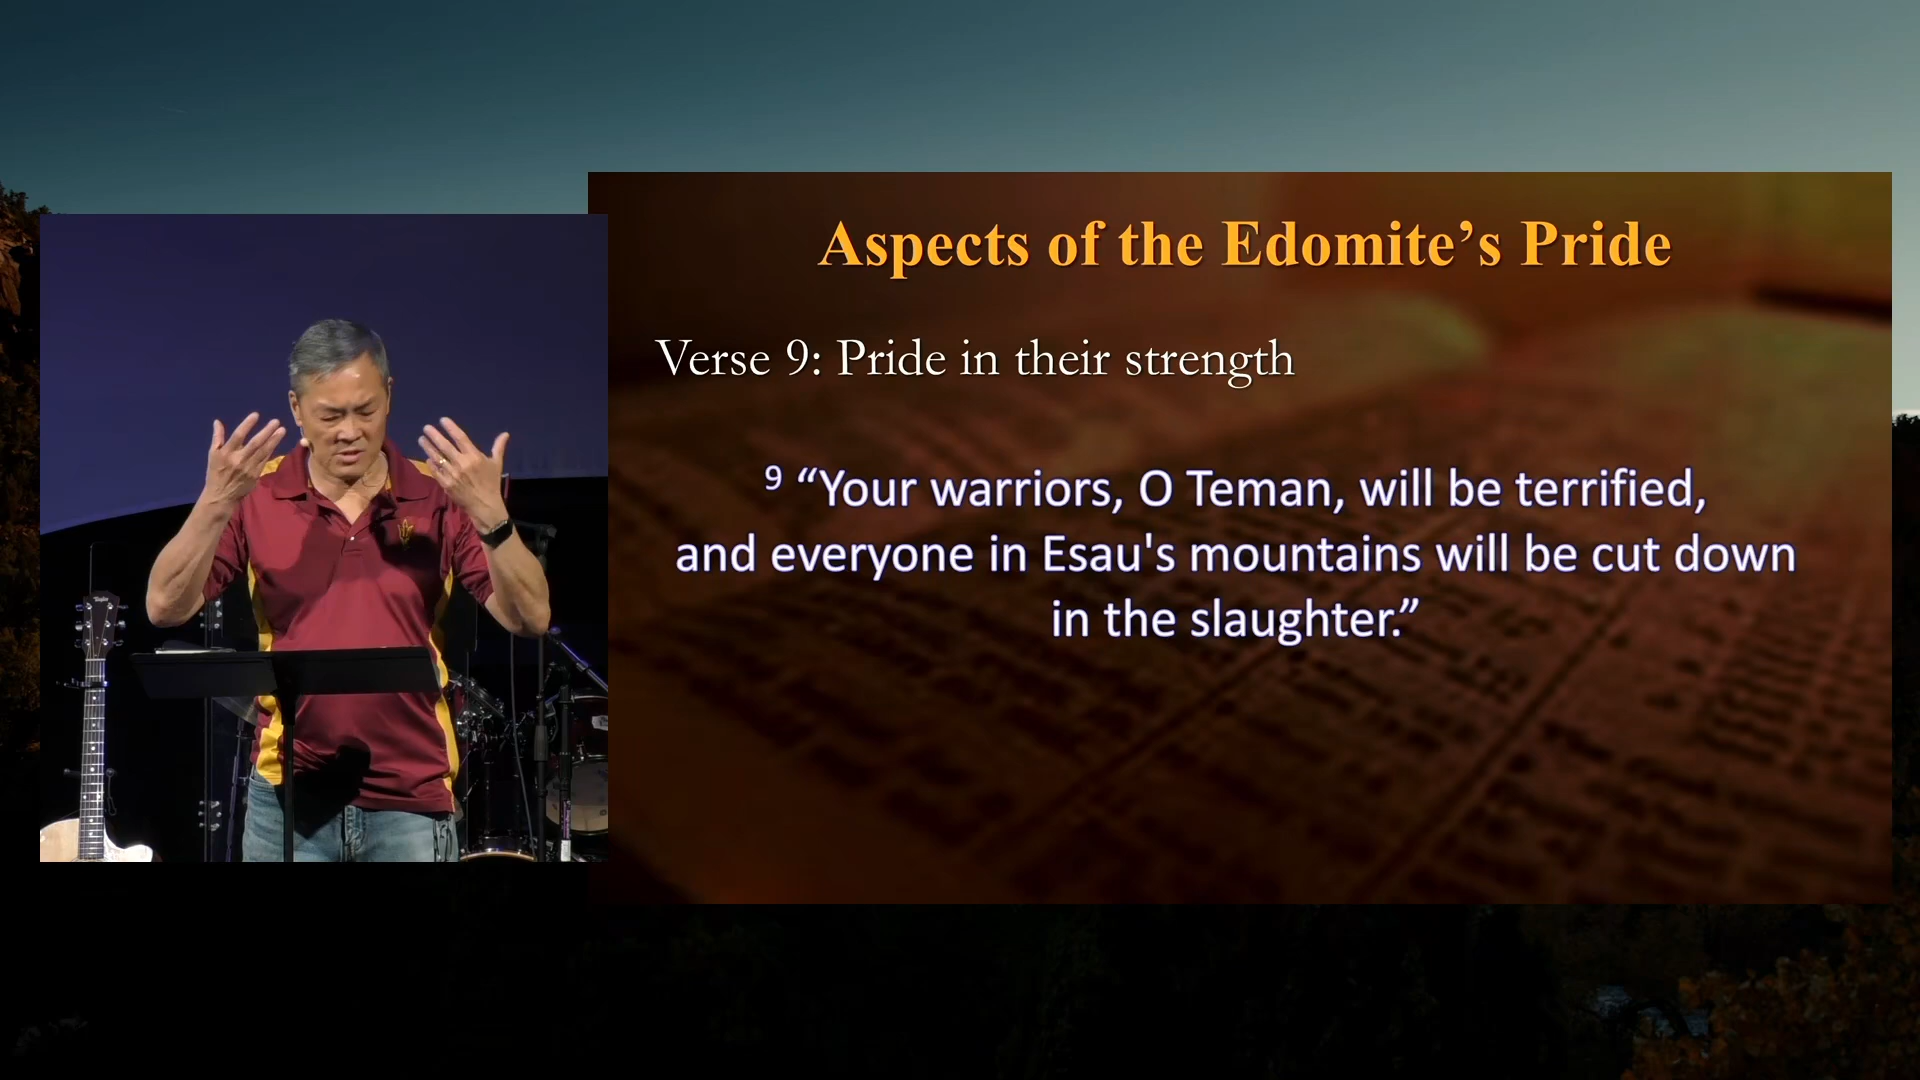 Aspects of the Edomite’s Pride
Verse 9: Pride in their strength
9 “Your warriors, O Teman, will be terrified,
and everyone in Esau's mountains will be cut down
in the slaughter.”
Taylor